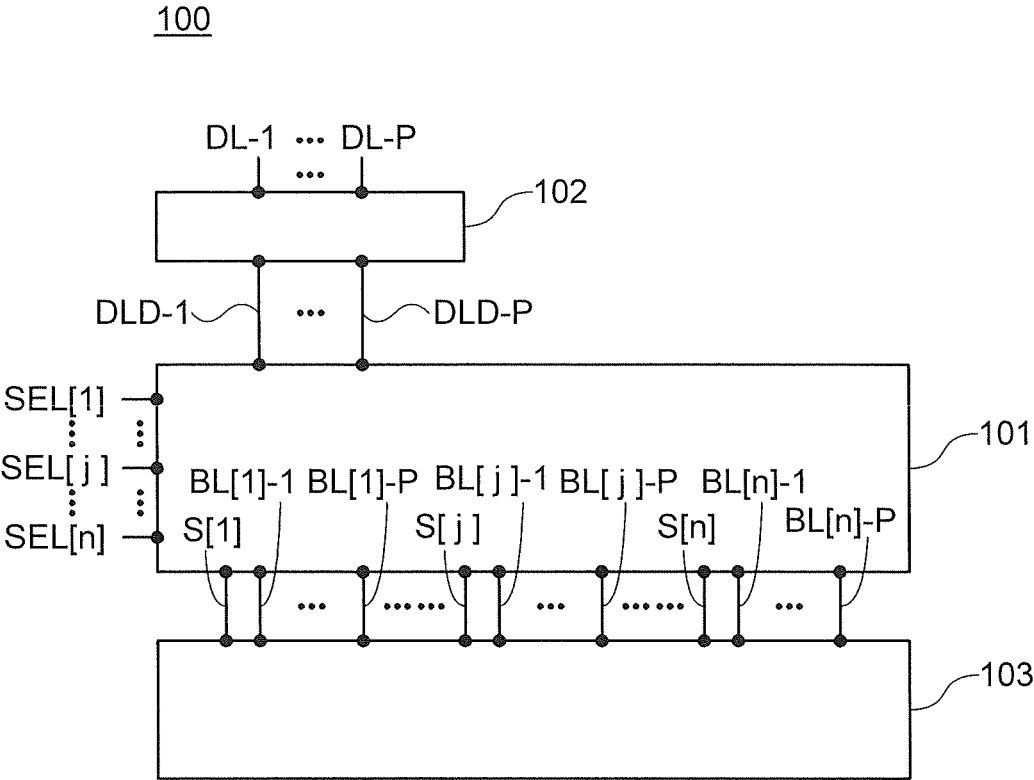 100
DL-1 ... DL-P
...
102
DLD-1 ... DLD-P
SEL[1]
101
SEL[j]
BL[1]-1 BL[1]-P BL[j]-1 BL[j]-P BL[n]-1
SEL[n] S[1] S[j] S[n] BL[n]-P
... ...... ... ...... ...
103